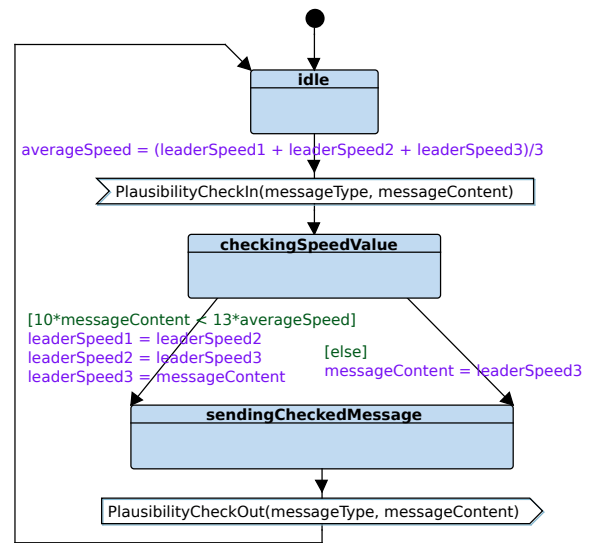 idle
averageSpeed = (leaderSpeed1 + leaderSpeed2 + leaderSpeed3)/3
PlausibilityCheckIn(messageType, messageContent)
checkingSpeedValue
[10*messageContent < 13*averageSpeed]
leaderSpeed1 = leaderSpeed2
leaderSpeed2 = leaderSpeed3
leaderSpeed3 = messageContent
[else]
messageContent = leaderSpeed3
sendingCheckedMessage
PlausibilityCheckOut(messageType, messageContent)